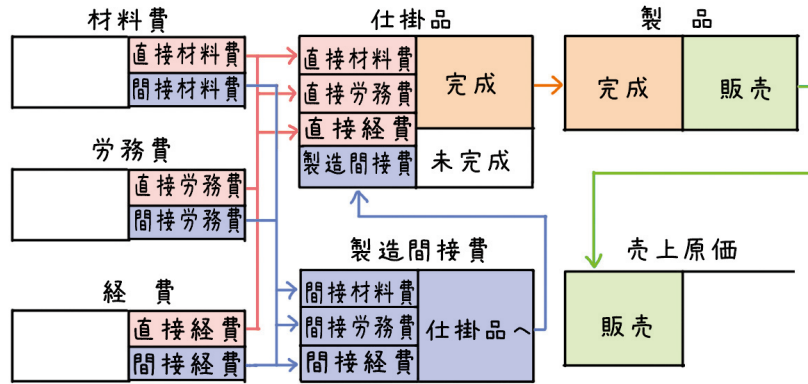 材料費
直接材料費
間接材料費
労務費
直接労務費
間接労務費
経 費
直接経費
間接経費
仕掛品
直接材料費
直接労務費
直接経費
製造間接費
完成
未完成
製造間接費
間接材料費
間接労務費
間接経費
仕掛品へ
製 品
完成
販売
売上原価
販売